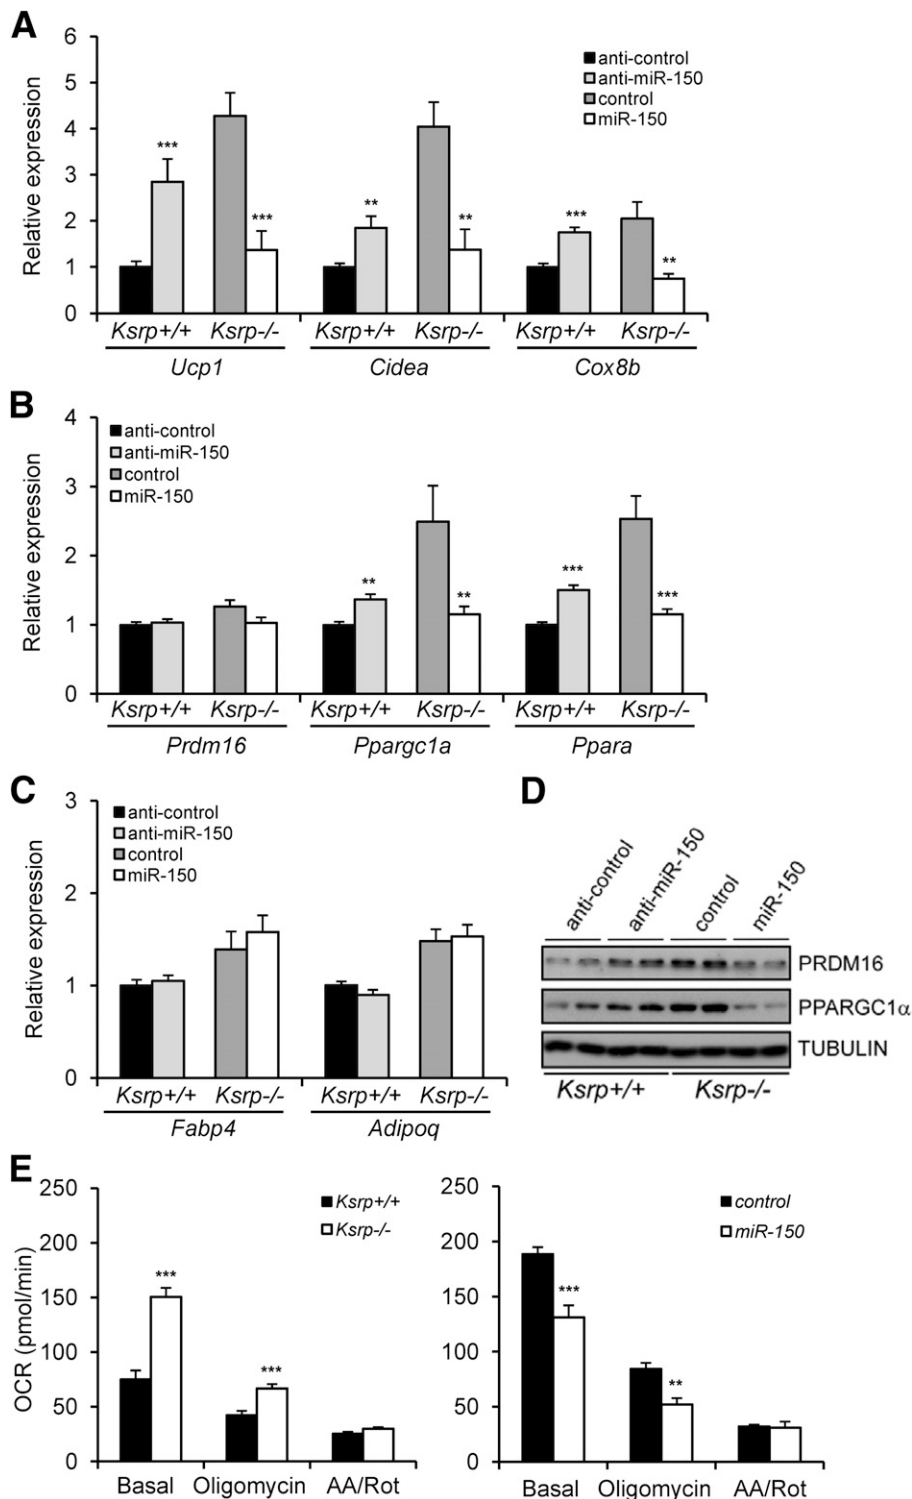 A
6
5
4
3
2
1
0
Relative expression
anti-control
anti-miR-150
control
miR-150
***
***
**
**
***
**
Ksrp+/+ Ksrp-/- Ksrp+/+ Ksrp-/- Ksrp+/+ Ksrp-/-
Ucp1 Cidea Cox8b
B
4
3
2
1
0
Relative expression
anti-control
anti-miR-150
control
miR-150
**
**
***
***
Ksrp+/+ Ksrp-/- Ksrp+/+ Ksrp-/- Ksrp+/+ Ksrp-/-
Prdm16 Ppargc1a Ppara
C
3
2
1
0
Relative expression
anti-control
anti-miR-150
control
miR-150
Ksrp+/+ Ksrp-/- Ksrp+/+ Ksrp-/-
Fabp4 Adipoq
D
anti-control
anti-miR-150
control
miR-150
PRDM16
PPARGC1α
TUBULIN
Ksrp+/+ Ksrp-/-
E
250
200
150
100
50
0
OCR (pmol/min)
Ksrp+/+
Ksrp-/-
***
***
Basal Oligomycin AA/Rot
250
200
150
100
50
0
control
miR-150
***
**
Basal Oligomycin AA/Rot